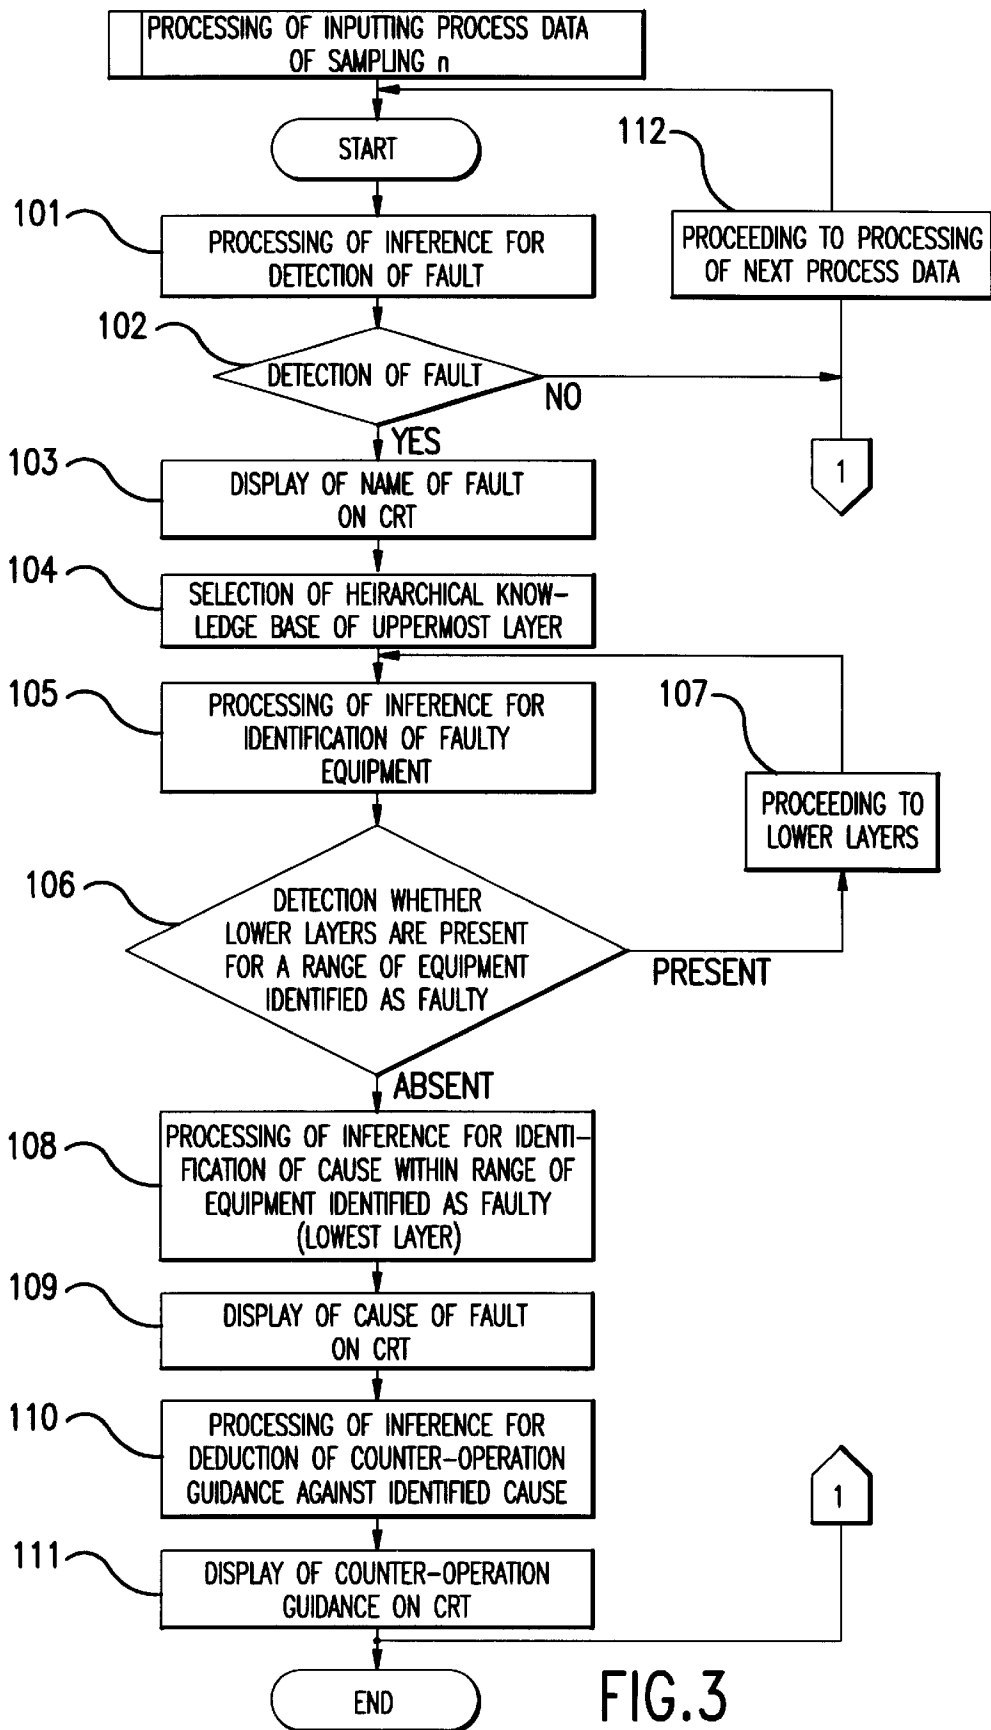 PROCESSING OF INPUTTING PROCESS DATA
OF SAMPLING n
START
112
101
PROCESSING OF INFERENCE FOR
DETECTION OF FAULT
PROCEEDING TO PROCESSING
OF NEXT PROCESS DATA
102
DETECTION OF FAULT
NO
YES
1
103
DISPLAY OF NAME OF FAULT
ON CRT
104
SELECTION OF HEIRARCHICAL KNOW-
LEDGE BASE OF UPPERMOST LAYER
105
PROCESSING OF INFERENCE FOR
IDENTIFICATION OF FAULTY
EQUIPMENT
107
PROCEEDING TO
LOWER LAYERS
106
DETECTION WHETHER
LOWER LAYERS ARE PRESENT
FOR A RANGE OF EQUIPMENT
IDENTIFIED AS FAULTY
PRESENT
ABSENT
108
PROCESSING OF INFERENCE FOR IDENTI-
FICATION OF CAUSE WITHIN RANGE OF
EQUIPMENT IDENTIFIED AS FAULTY
(LOWEST LAYER)
109
DISPLAY OF CAUSE OF FAULT
ON CRT
110
PROCESSING OF INFERENCE FOR
DEDUCTION OF COUNTER-OPERATION
GUIDANCE AGAINST IDENTIFIED CAUSE
1
111
DISPLAY OF COUNTER-OPERATION
GUIDANCE ON CRT
END
FIG.3